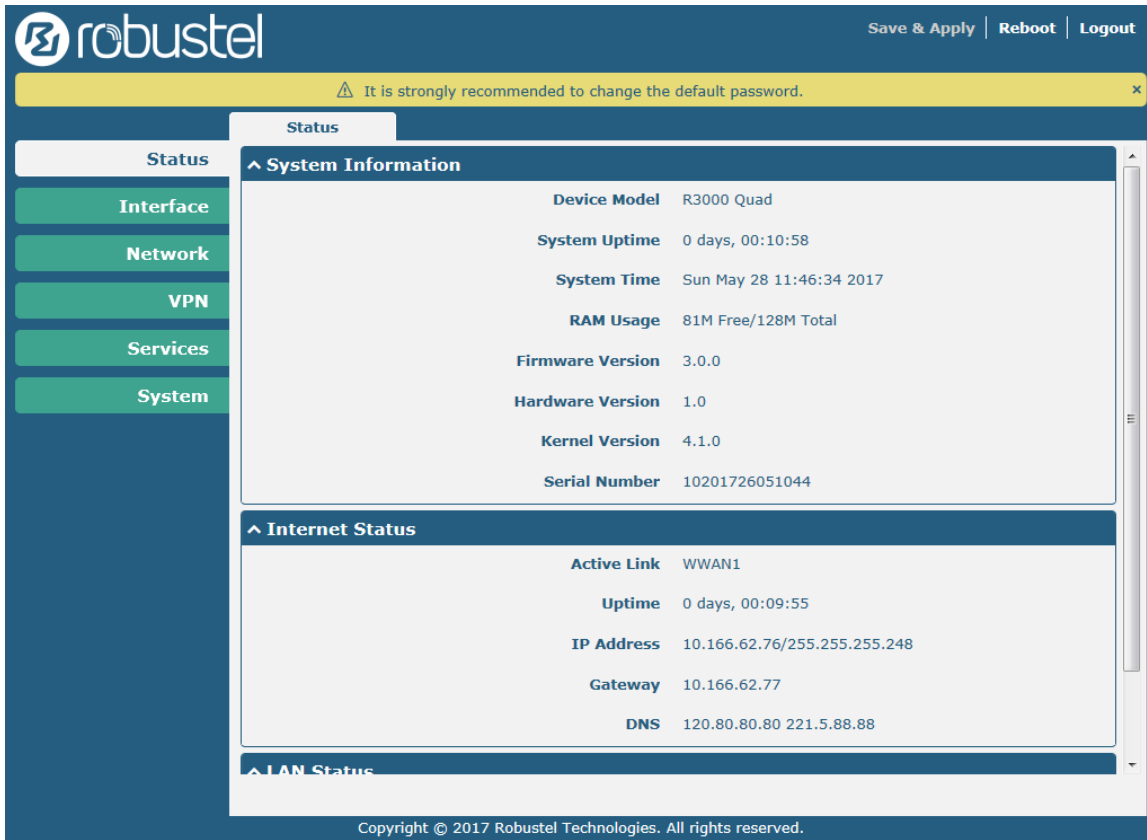 robustel
Save & Apply | Reboot | Logout
⚠ It is strongly recommended to change the default password. ×
Status
Status
Interface
Network
VPN
Services
System
System Information
Device Model R3000 Quad
System Uptime 0 days, 00:10:58
System Time Sun May 28 11:46:34 2017
RAM Usage 81M Free/128M Total
Firmware Version 3.0.0
Hardware Version 1.0
Kernel Version 4.1.0
Serial Number 10201726051044
Internet Status
Active Link WWAN1
Uptime 0 days, 00:09:55
IP Address 10.166.62.76/255.255.255.248
Gateway 10.166.62.77
DNS 120.80.80.80 221.5.88.88
LAN Status
Copyright © 2017 Robustel Technologies. All rights reserved.